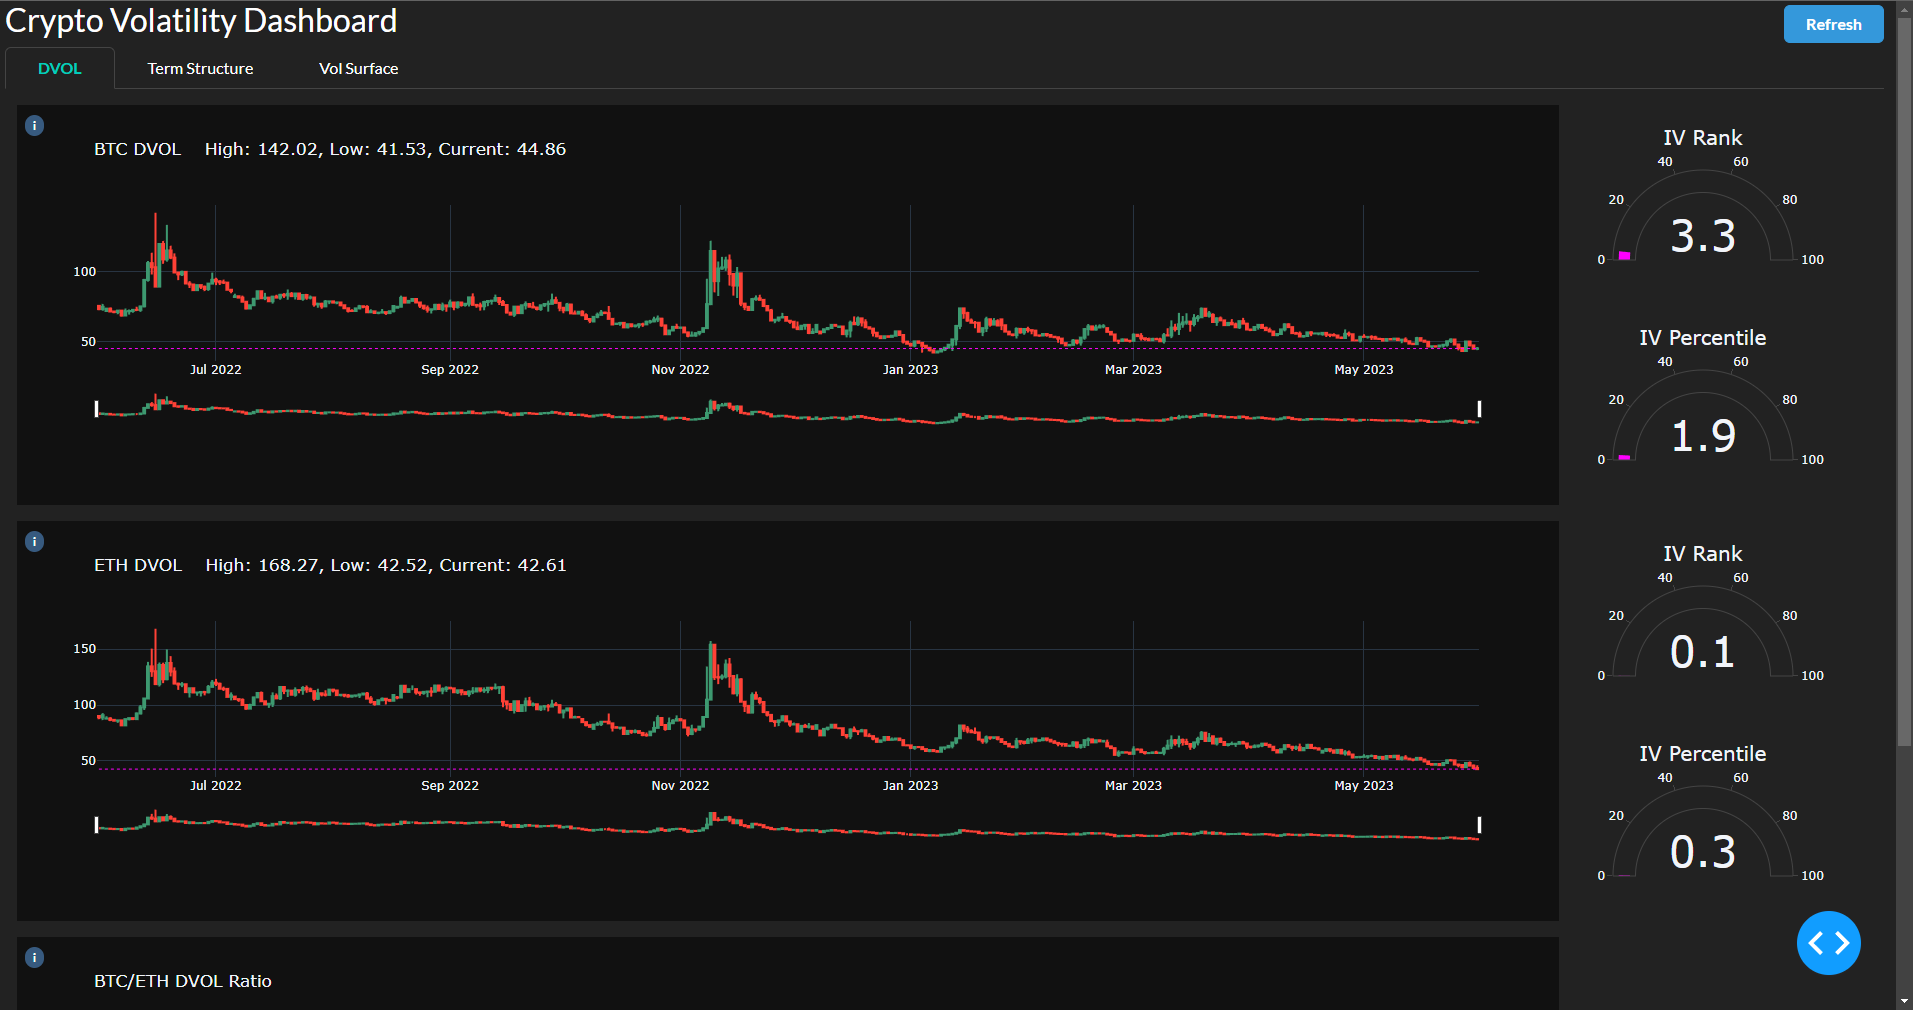 Crypto Volatility Dashboard
Refresh
DVOL
Term Structure
Vol Surface
i
BTC DVOL High: 142.02, Low: 41.53, Current: 44.86
100
50
Jul 2022
Sep 2022
Nov 2022
Jan 2023
Mar 2023
May 2023
IV Rank
0
20
40
60
80
100
3.3
IV Percentile
0
20
40
60
80
100
1.9
i
ETH DVOL High: 168.27, Low: 42.52, Current: 42.61
150
100
50
Jul 2022
Sep 2022
Nov 2022
Jan 2023
Mar 2023
May 2023
IV Rank
0
20
40
60
80
100
0.1
IV Percentile
0
20
40
60
80
100
0.3
i
BTC/ETH DVOL Ratio